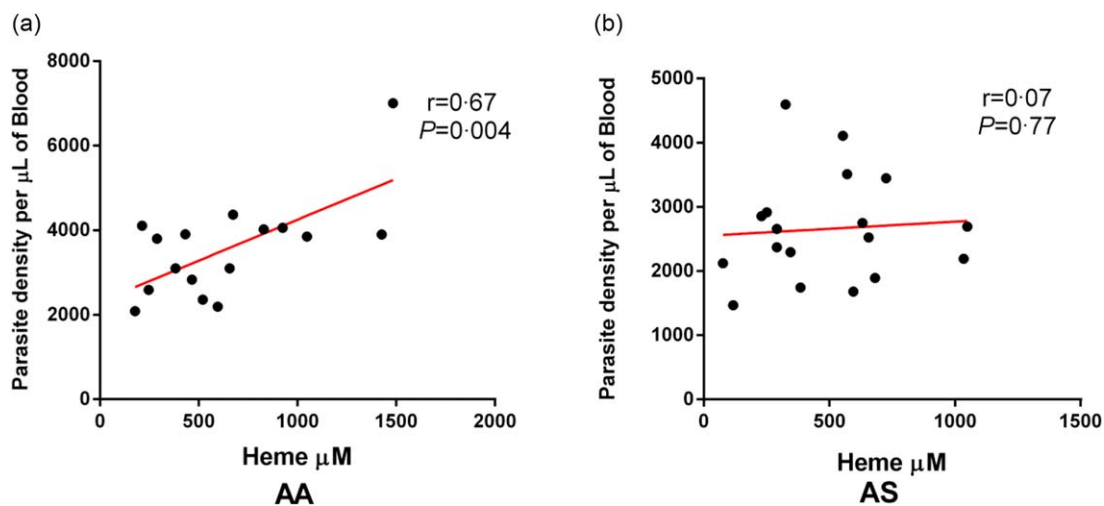 (a)
Parasite density per μL of Blood
8000
6000
4000
2000
0
r=0·67
P=0·004
0 500 1000 1500 2000
Heme μM
AA
(b)
Parasite density per μL of Blood
5000
4000
3000
2000
1000
0
r=0·07
P=0·77
0 500 1000 1500
Heme μM
AS